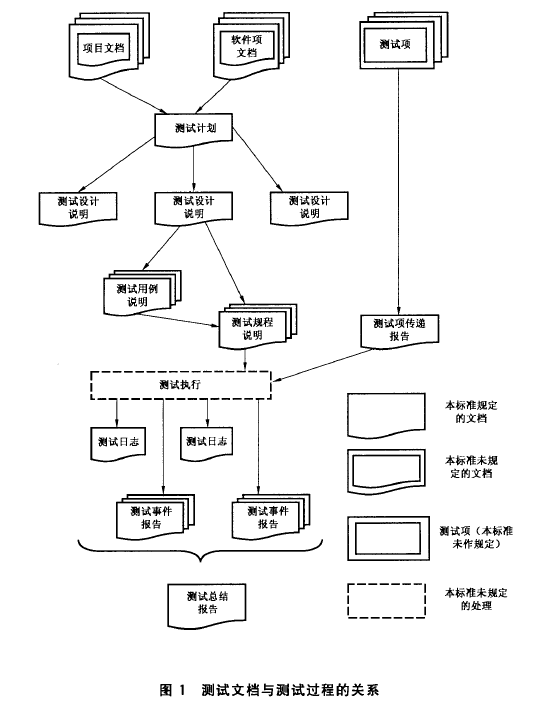 项目文档
软件项
文档
测试项
测试计划
测试设计
说明
测试设计
说明
测试设计
说明
测试用例
说明
测试规程
说明
测试项传递
报告
测试执行
测试日志
测试日志
测试事件
报告
测试事件
报告
测试总结
报告
本标准规定
的文档
本标准未规
定的文档
测试项（本标准
未作规定）
本标准未规定
的处理
图 1 测试文档与测试过程的关系